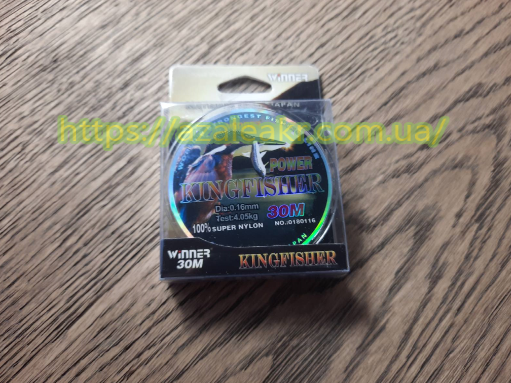 WiNNER
JAPAN
https://azaleakr.com.ua/
POWER
KINGFISHER
Dia:0.16mm
30M
Test:4.05kg
100% SUPER NYLON
NO.:0180116
WiNNER
30M
KINGFISHER